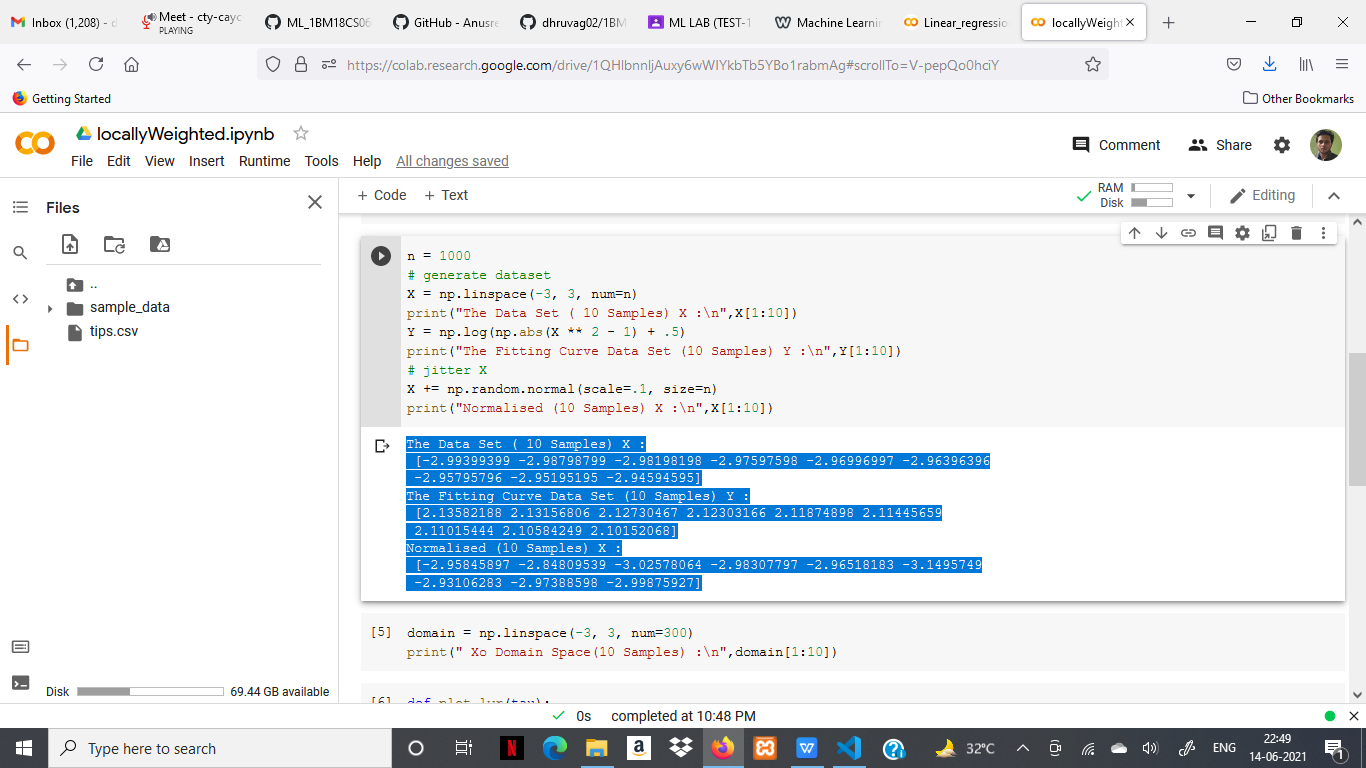 Inbox (1,208) - d
Meet - cty-cayc
PLAYING
ML_1BM18CS06
GitHub - Anusre
dhruvag02/1BM
ML LAB (TEST-1
Machine Learnin
Linear_regressio
locallyWeight
https://colab.research.google.com/drive/1QHlbnnljAuxy6wWIYkbTb5YBo1rabmAg#scrollTo=V-pepQo0hciY
Getting Started
Other Bookmarks
locallyWeighted.ipynb
File Edit View Insert Runtime Tools Help All changes saved
Comment
Share
Files
+ Code + Text
RAM
Disk
Editing
..
sample_data
tips.csv
n = 1000
# generate dataset
X = np.linspace(-3, 3, num=n)
print("The Data Set ( 10 Samples) X :\n",X[1:10])
Y = np.log(np.abs(X ** 2 - 1) + .5)
print("The Fitting Curve Data Set (10 Samples) Y :\n",Y[1:10])
# jitter X
X += np.random.normal(scale=.1, size=n)
print("Normalised (10 Samples) X :\n",X[1:10])
The Data Set ( 10 Samples) X :
[-2.99399399 -2.98798799 -2.98198198 -2.97597598 -2.96996997 -2.96396396
-2.95795796 -2.95195195 -2.94594595]
The Fitting Curve Data Set (10 Samples) Y :
[2.13582188 2.13156806 2.12730467 2.12303166 2.11874898 2.11445659
2.11015444 2.10584249 2.10152068]
Normalised (10 Samples) X :
[-2.95845897 -2.84809539 -3.02578064 -2.98307797 -2.96518183 -3.1495749
-2.93106283 -2.97388598 -2.99875927]
[5] domain = np.linspace(-3, 3, num=300)
print(" Xo Domain Space(10 Samples) :\n",domain[1:10])
[6] def plot_lwr(tau):
Disk
69.44 GB available
0s completed at 10:48 PM
Type here to search
32°C
ENG
22:49
14-06-2021
1